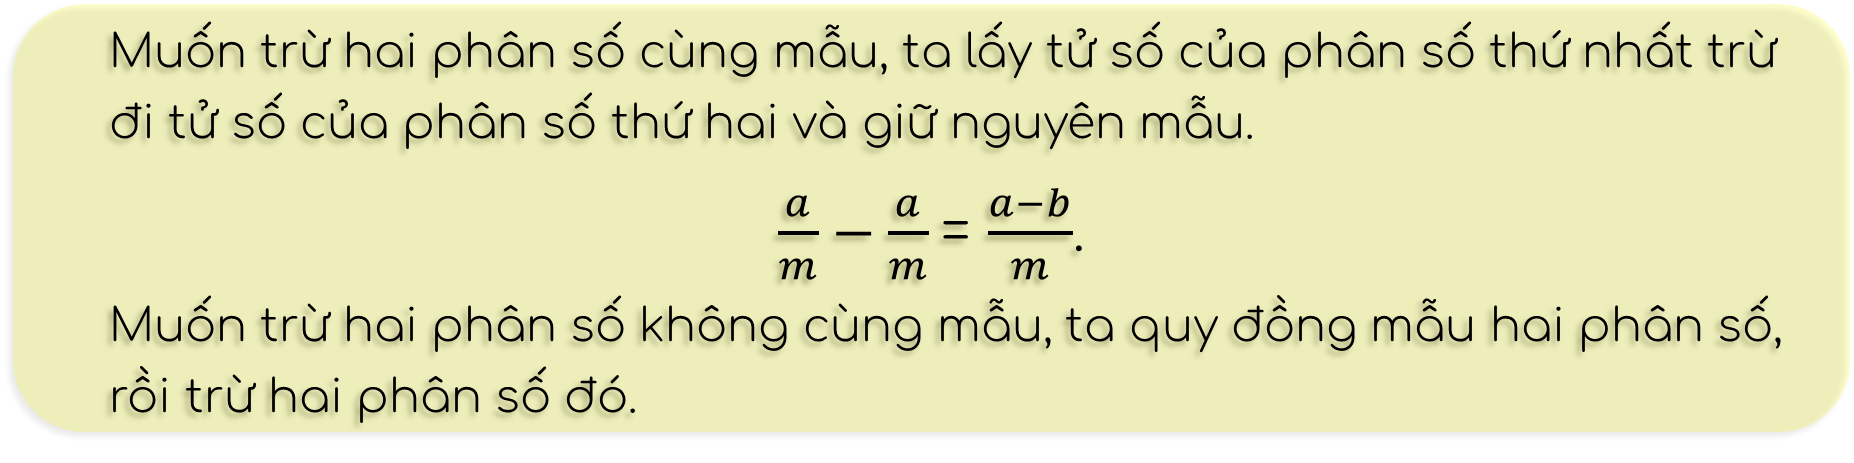 Muốn trừ hai phân số cùng mẫu, ta lấy tử số của phân số thứ nhất trừ
đi tử số của phân số thứ hai và giữ nguyên mẫu.
a/m − a/m = a−b/m.
Muốn trừ hai phân số không cùng mẫu, ta quy đồng mẫu hai phân số,
rồi trừ hai phân số đó.